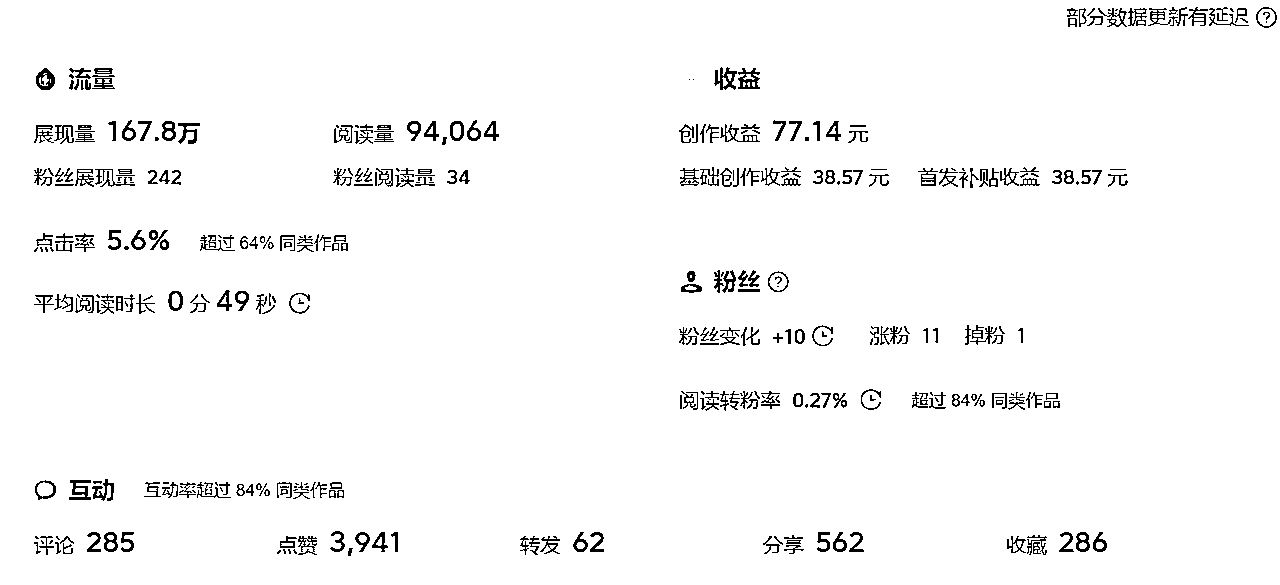 部分数据更新有延迟
流量
展现量 167.8万 阅读量 94,064
粉丝展现量 242 粉丝阅读量 34
点击率 5.6% 超过 64% 同类作品
平均阅读时长 0 分 49 秒
收益
创作收益 77.14 元
基础创作收益 38.57 元 首发补贴收益 38.57 元
粉丝
粉丝变化 +10 涨粉 11 掉粉 1
阅读转粉率 0.27% 超过 84% 同类作品
互动 互动率超过 84% 同类作品
评论 285 点赞 3,941 转发 62 分享 562 收藏 286